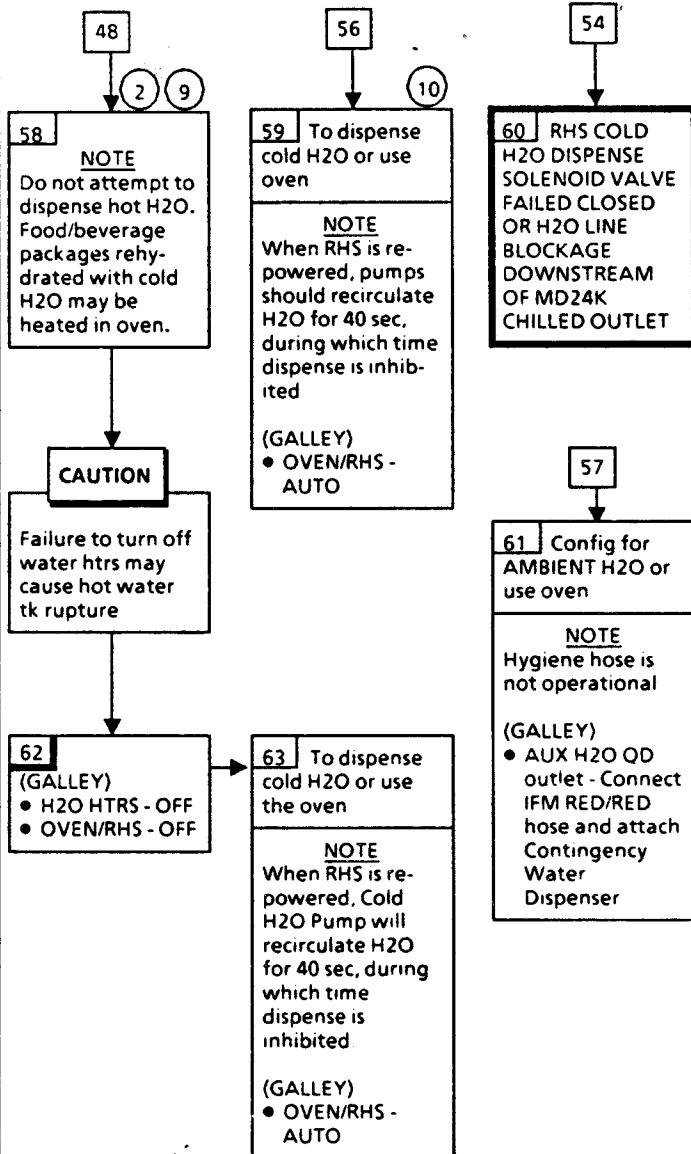 48
2 9
58
NOTE
Do not attempt to
dispense hot H2O.
Food/beverage
packages rehy-
drated with cold
H2O may be
heated in oven.
CAUTION
Failure to turn off
water htrs may
cause hot water
tk rupture
62
(GALLEY)
• H2O HTRS - OFF
• OVEN/RHS - OFF
56
10
59 To dispense
cold H2O or use
oven
NOTE
When RHS is re-
powered, pumps
should recirculate
H2O for 40 sec,
during which time
dispense is inhib-
ited
(GALLEY)
• OVEN/RHS -
AUTO
63 To dispense
cold H2O or use
the oven
NOTE
When RHS is re-
powered, Cold
H2O Pump will
recirculate H2O
for 40 sec, during
which time
dispense is
inhibited
(GALLEY)
• OVEN/RHS -
AUTO
54
60 RHS COLD
H2O DISPENSE
SOLENOID VALVE
FAILED CLOSED
OR H2O LINE
BLOCKAGE
DOWNSTREAM
OF MD24K
CHILLED OUTLET
57
61 Config for
AMBIENT H2O or
use oven
NOTE
Hygiene hose is
not operational
(GALLEY)
• AUX H2O QD
outlet - Connect
IFM RED/RED
hose and attach
Contingency
Water
Dispenser